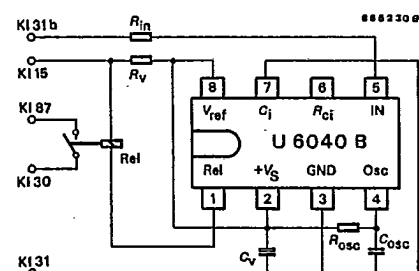 Kl 31b
Rin
6652309
Kl 15
Rv
8
7
6
5
Vref
Ci
Rci
IN
Kl 87
U 6040 B
Rel
Kl 30
Rel
+VS
GND
Osc
1
2
3
4
Rosc
Cosc
CV
Kl 31